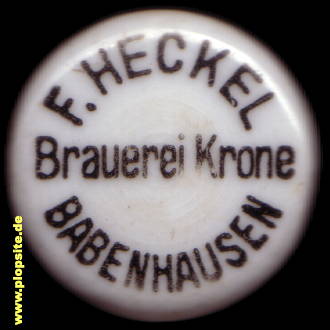 F. HECKEL
Brauerei Krone
BABENHAUSEN
www.plopsite.de